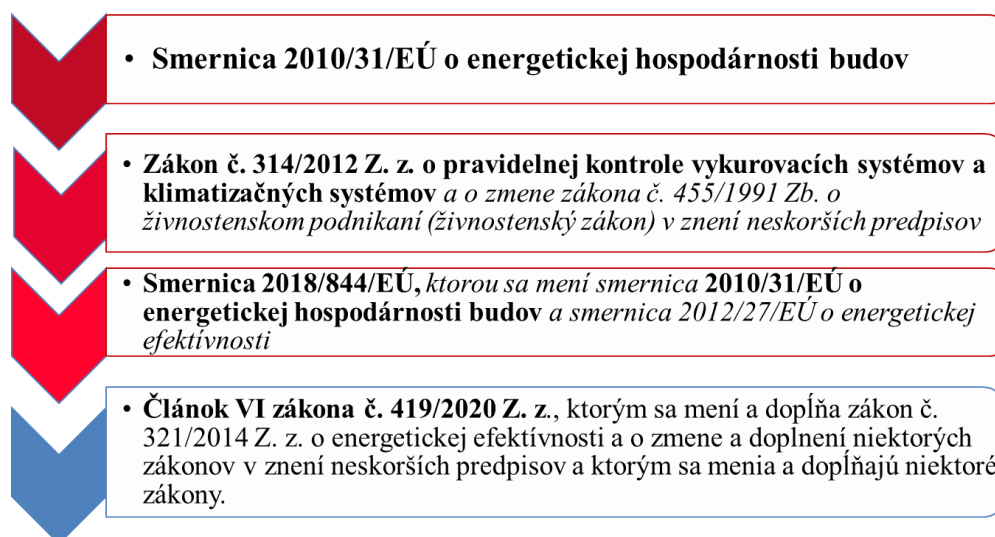 • Smernica 2010/31/EÚ o energetickej hospodárnosti budov
• Zákon č. 314/2012 Z. z. o pravidelnej kontrole vykurovacích systémov a
klimatizačných systémov a o zmene zákona č. 455/1991 Zb. o
živnostenskom podnikaní (živnostenský zákon) v znení neskorších predpisov
• Smernica 2018/844/EÚ, ktorou sa mení smernica 2010/31/EÚ o
energetickej hospodárnosti budov a smernica 2012/27/EÚ o energetickej
efektívnosti
• Článok VI zákona č. 419/2020 Z. z., ktorým sa mení a dopĺňa zákon č.
321/2014 Z. z. o energetickej efektívnosti a o zmene a doplnení niektorých
zákonov v znení neskorších predpisov a ktorým sa menia a dopĺňajú niektoré
zákony.